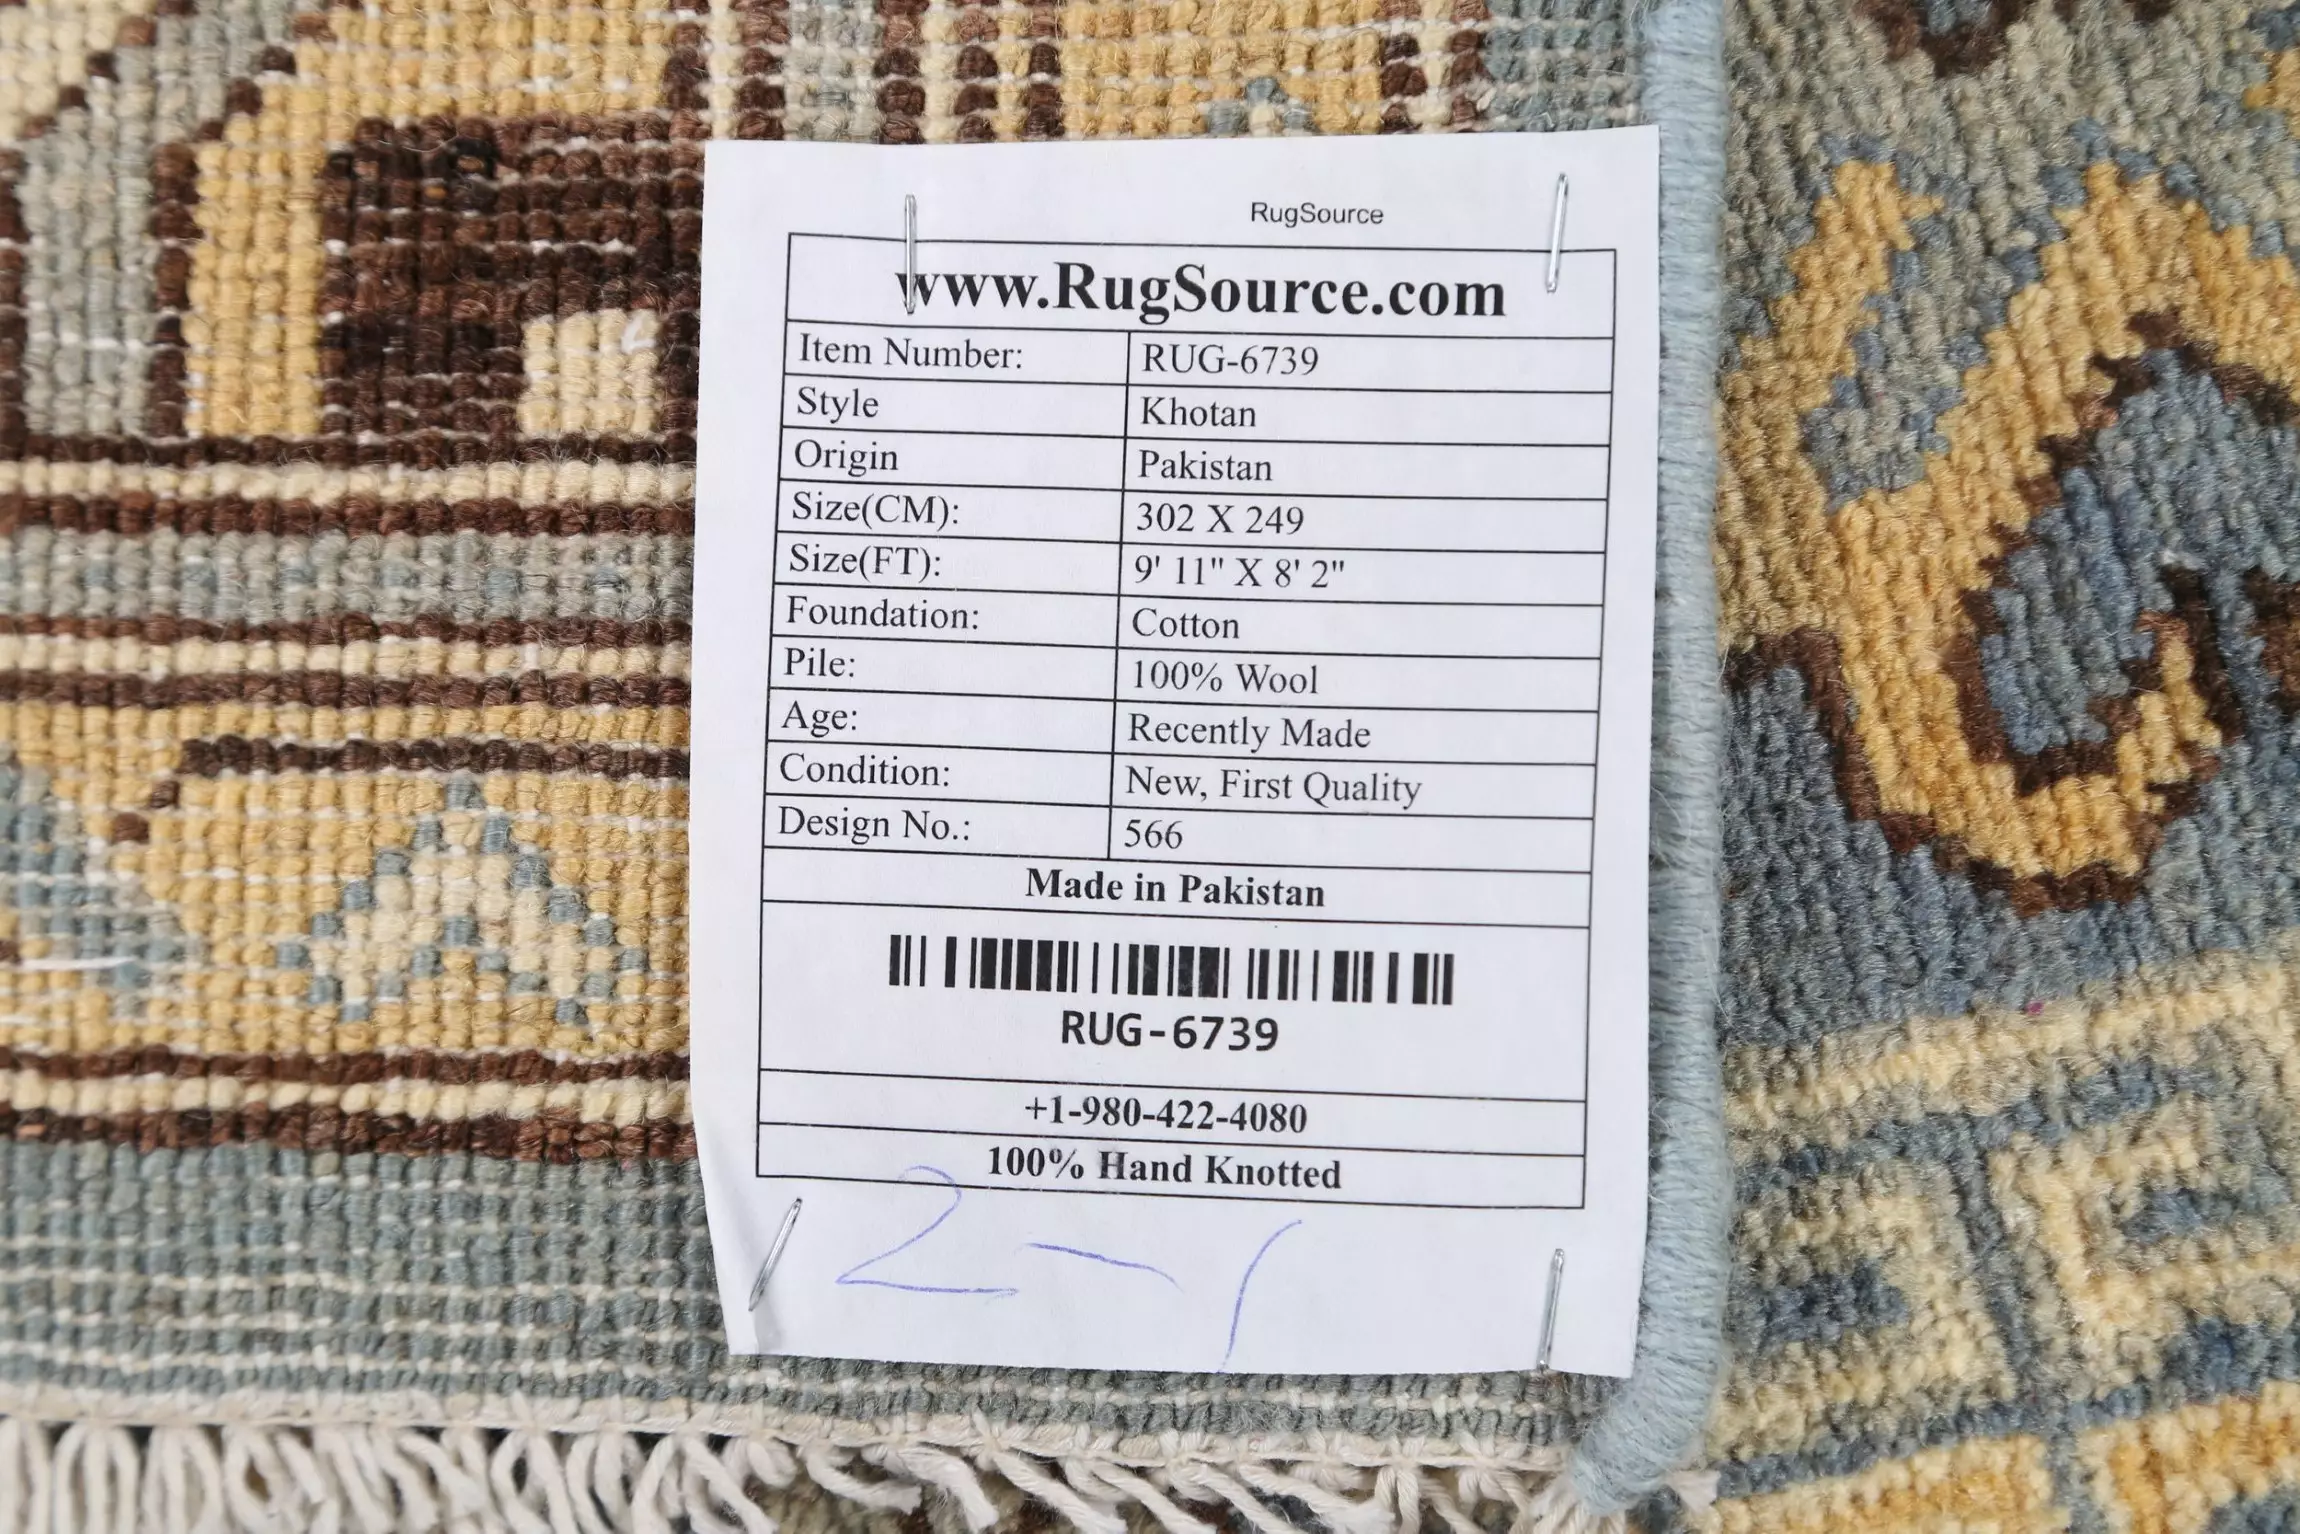 RugSource
www.RugSource.com
Item Number: RUG-6739
Style Khotan
Origin Pakistan
Size(CM): 302 X 249
Size(FT): 9' 11" X 8' 2"
Foundation: Cotton
Pile: 100% Wool
Age: Recently Made
Condition: New, First Quality
Design No.: 566
Made in Pakistan
RUG-6739
+1-980-422-4080
100% Hand Knotted
2-1